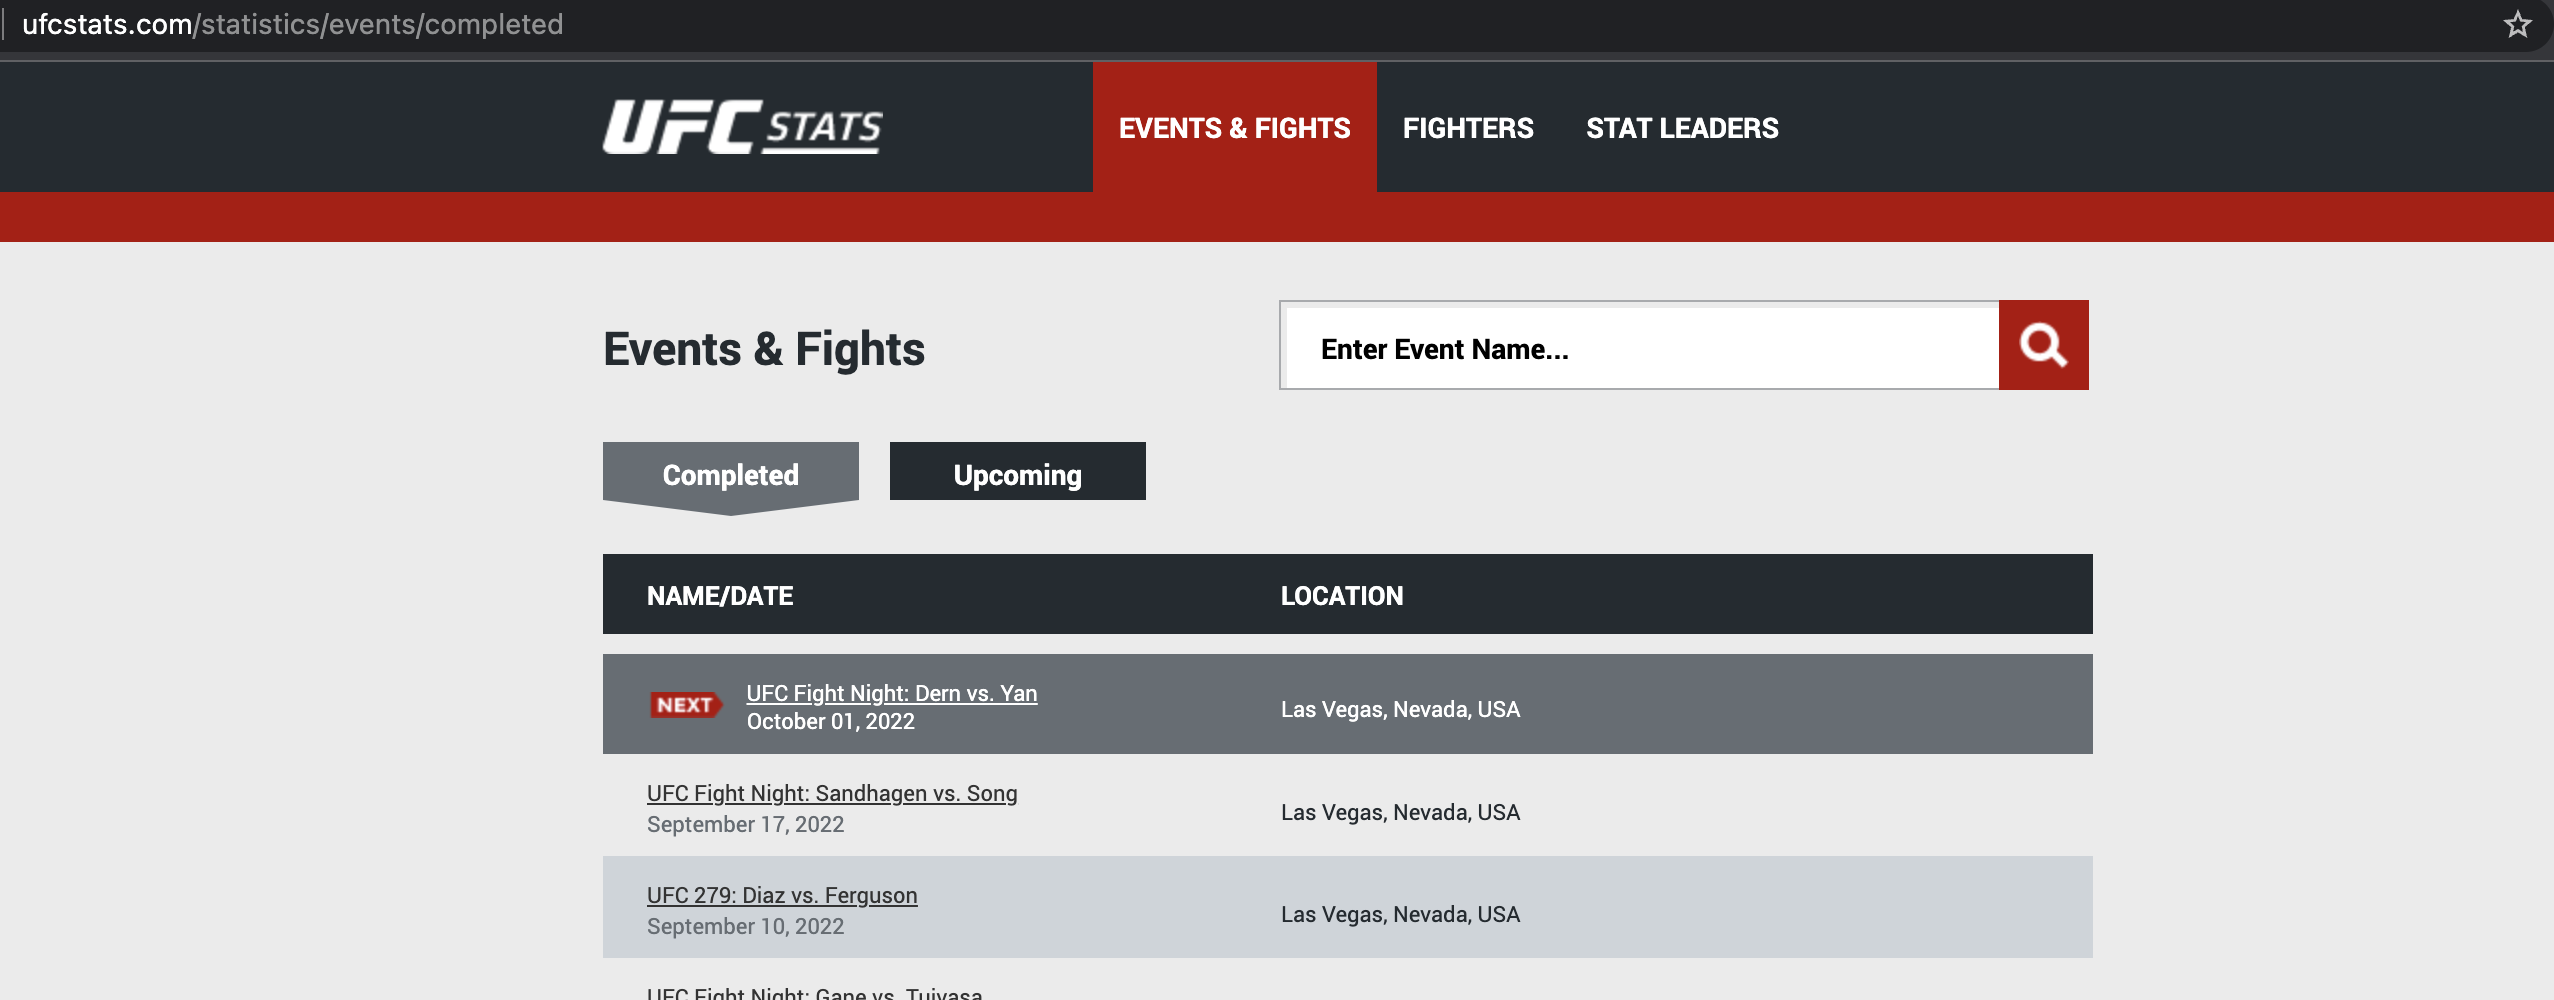 ufcstats.com/statistics/events/completed
UFC STATS
EVENTS & FIGHTS
FIGHTERS
STAT LEADERS
Events & Fights
Enter Event Name...
Completed
Upcoming
NAME/DATE
LOCATION
NEXT
UFC Fight Night: Dern vs. Yan
October 01, 2022
Las Vegas, Nevada, USA
UFC Fight Night: Sandhagen vs. Song
September 17, 2022
Las Vegas, Nevada, USA
UFC 279: Diaz vs. Ferguson
September 10, 2022
Las Vegas, Nevada, USA
UFC Fight Night: Gane vs. Tuivasa